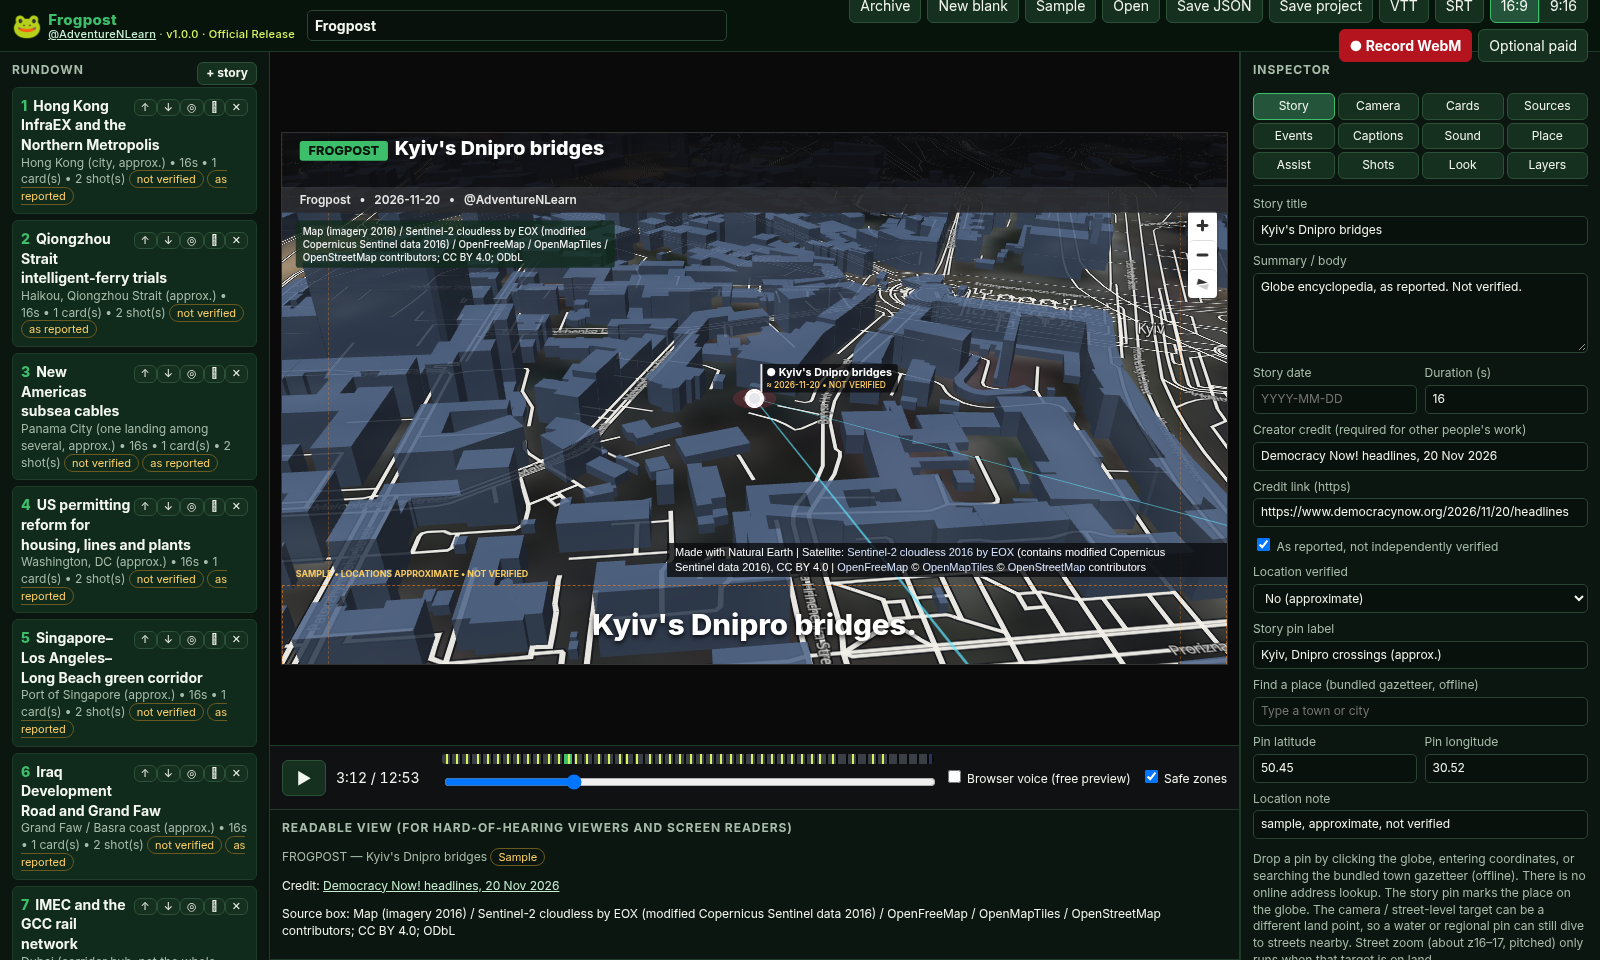 Frogpost
@AdventureNLearn · v1.0.0 · Official Release
Frogpost
Archive
New blank
Sample
Open
Save JSON
Save project
VTT
SRT
16:9
9:16
● Record WebM
Optional paid
RUNDOWN
+ story
1 Hong Kong
InfraEX and the
Northern Metropolis
Hong Kong (city, approx.) • 16s • 1
card(s) • 2 shot(s) not verified as
reported
2 Qiongzhou
Strait
intelligent-ferry trials
Haikou, Qiongzhou Strait (approx.) •
16s • 1 card(s) • 2 shot(s) not verified
as reported
3 New
Americas
subsea cables
Panama City (one landing among
several, approx.) • 16s • 1 card(s) • 2
shot(s) not verified as reported
4 US permitting
reform for
housing, lines and plants
Washington, DC (approx.) • 16s • 1
card(s) • 2 shot(s) not verified as
reported
5 Singapore–
Los Angeles–
Long Beach green corridor
Port of Singapore (approx.) • 16s • 1
card(s) • 2 shot(s) not verified as
reported
6 Iraq
Development
Road and Grand Faw
Grand Faw / Basra coast (approx.) • 16s
• 1 card(s) • 2 shot(s) not verified as
reported
7 IMEC and the
GCC rail
network
FROGPOST Kyiv's Dnipro bridges
Frogpost • 2026-11-20 • @AdventureNLearn
Map (imagery 2016) / Sentinel-2 cloudless by EOX (modified
Copernicus Sentinel data 2016) / OpenFreeMap / OpenMapTiles /
OpenStreetMap contributors; CC BY 4.0; ODbL
Kyiv
● Kyiv's Dnipro bridges
≈ 2026-11-20 • NOT VERIFIED
Made with Natural Earth | Satellite: Sentinel-2 cloudless 2016 by EOX (contains modified Copernicus
Sentinel data 2016), CC BY 4.0 | OpenFreeMap © OpenMapTiles © OpenStreetMap contributors
SAMPLE • LOCATIONS APPROXIMATE • NOT VERIFIED
Kyiv's Dnipro bridges.
3:12 / 12:53
Browser voice (free preview)
Safe zones
READABLE VIEW (FOR HARD-OF-HEARING VIEWERS AND SCREEN READERS)
FROGPOST — Kyiv's Dnipro bridges Sample
Credit: Democracy Now! headlines, 20 Nov 2026
Source box: Map (imagery 2016) / Sentinel-2 cloudless by EOX (modified Copernicus Sentinel data 2016) / OpenFreeMap / OpenMapTiles / OpenStreetMap
contributors; CC BY 4.0; ODbL
INSPECTOR
Story
Camera
Cards
Sources
Events
Captions
Sound
Place
Assist
Shots
Look
Layers
Story title
Kyiv's Dnipro bridges
Summary / body
Globe encyclopedia, as reported. Not verified.
Story date
Duration (s)
YYYY-MM-DD
16
Creator credit (required for other people's work)
Democracy Now! headlines, 20 Nov 2026
Credit link (https)
https://www.democracynow.org/2026/11/20/headlines
As reported, not independently verified
Location verified
No (approximate)
Story pin label
Kyiv, Dnipro crossings (approx.)
Find a place (bundled gazetteer, offline)
Type a town or city
Pin latitude
Pin longitude
50.45
30.52
Location note
sample, approximate, not verified
Drop a pin by clicking the globe, entering coordinates, or
searching the bundled town gazetteer (offline). There is no
online address lookup. The story pin marks the place on
the globe. The camera / street-level target can be a
different land point, so a water or regional pin can still dive
to streets nearby. Street zoom (about z16–17, pitched) only
runs when that target is on land.